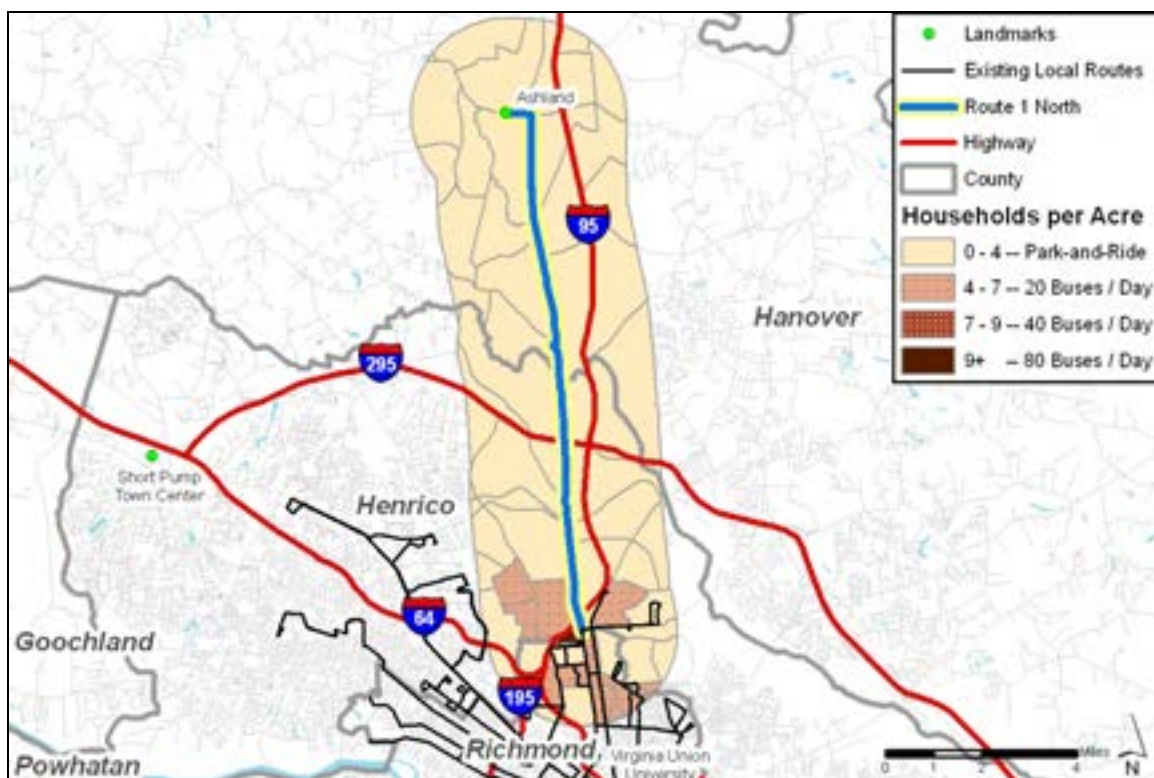 Landmarks
Existing Local Routes
Route 1 North
Highway
County
Households per Acre
0 - 4 -- Park-and-Ride
4 - 7 -- 20 Buses / Day
7 - 9 -- 40 Buses / Day
9+ -- 80 Buses / Day
Ashland
95
Hanover
295
Short Pump
Town Center
Henrico
64
Goochland
195
Richmond
Virginia Union
University
Powhatan
Miles
0 1 2 4
N